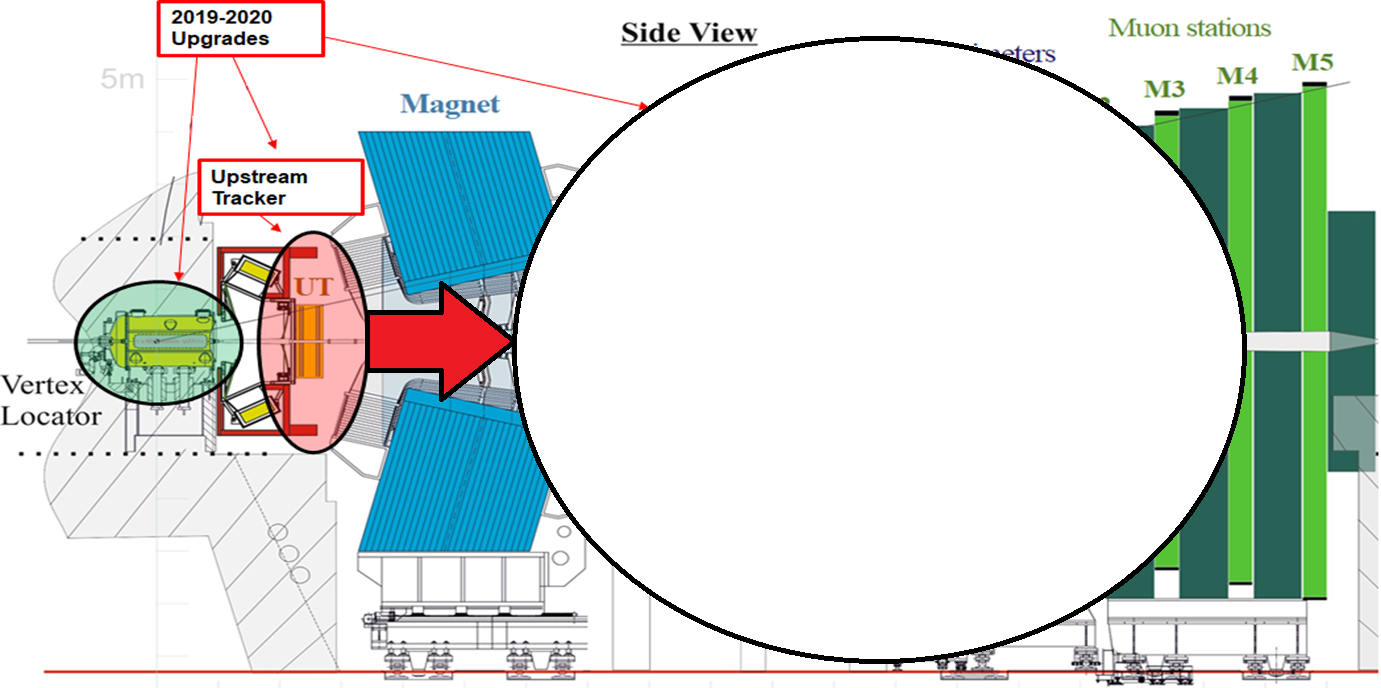 2019-2020
Upgrades
Side View
Muon stations
5m
Magnet
M3
M4
M5
Upstream
Tracker
UT
Vertex
Locator